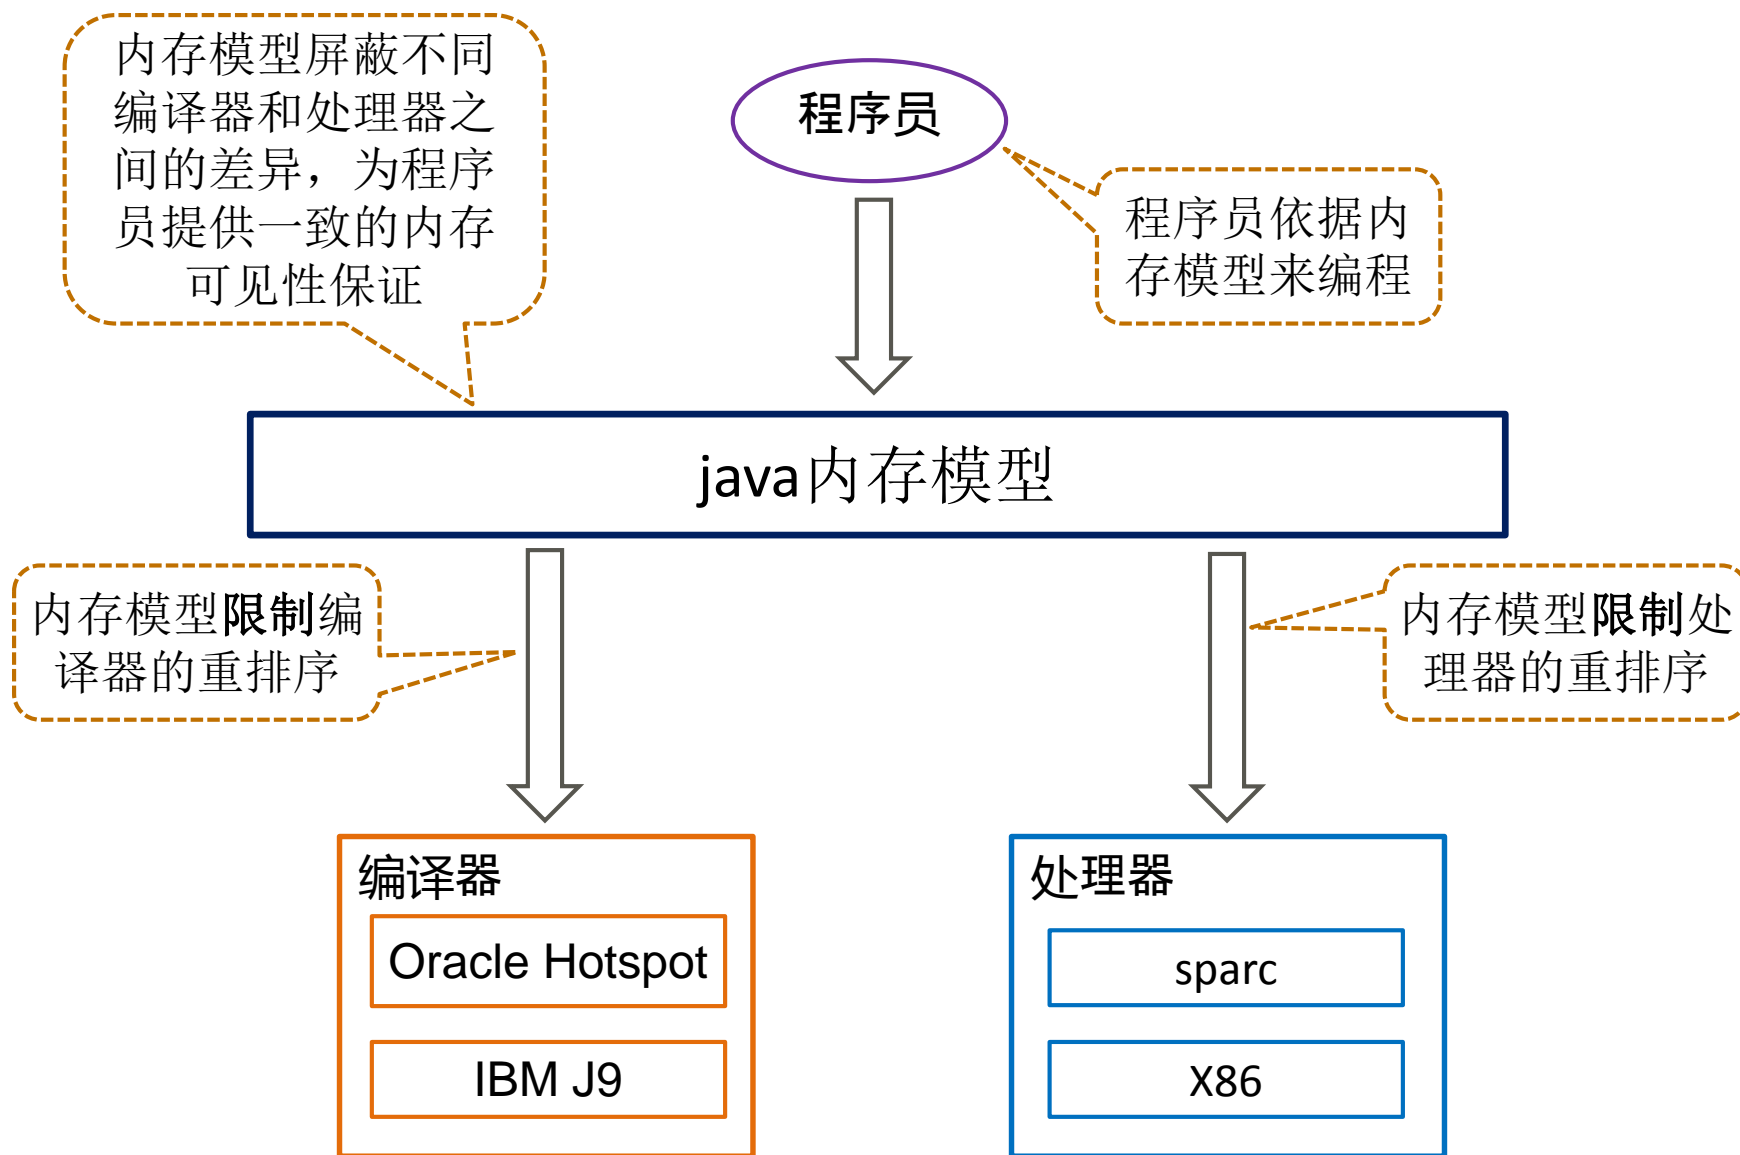 内存模型屏蔽不同
编译器和处理器之
间的差异，为程序
员提供一致的内存
可见性保证
程序员
程序员依据内
存模型来编程
java内存模型
内存模型限制编
译器的重排序
内存模型限制处
理器的重排序
编译器
Oracle Hotspot
IBM J9
处理器
sparc
X86